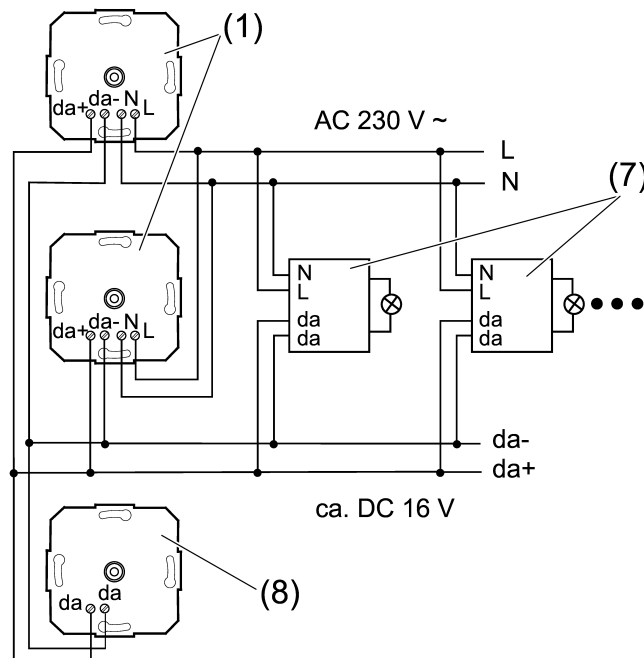 (1)
da+ da- N L
AC 230 V ~
L
N
(7)
da+ da- N L
N
L
da
da
N
L
da
da
da-
da+
ca. DC 16 V
da da
(8)